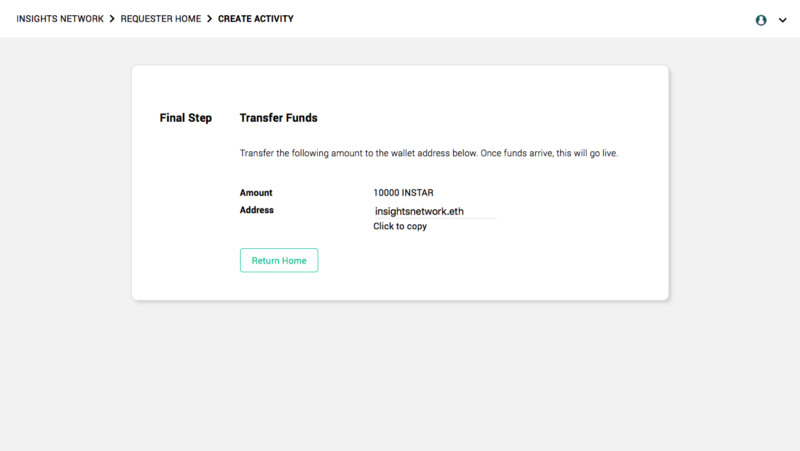 INSIGHTS NETWORK > REQUESTER HOME > CREATE ACTIVITY
Final Step
Transfer Funds
Transfer the following amount to the wallet address below. Once funds arrive, this will go live.
Amount 10000 INSTAR
Address insightsnetwork.eth
Click to copy
Return Home